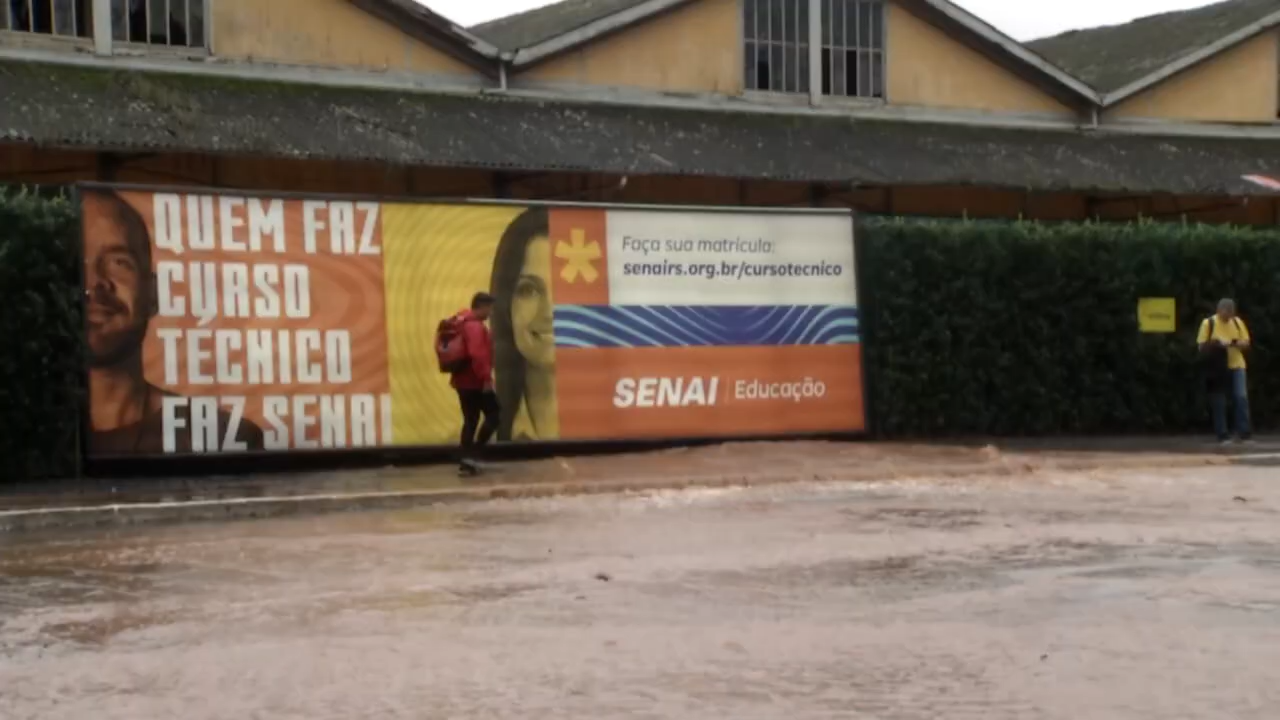 QUEM FAZ
CURSO
TÉCNICO
FAZ SENAI
Faça sua matrícula:
senairs.org.br/cursotecnico
SENAI | Educação